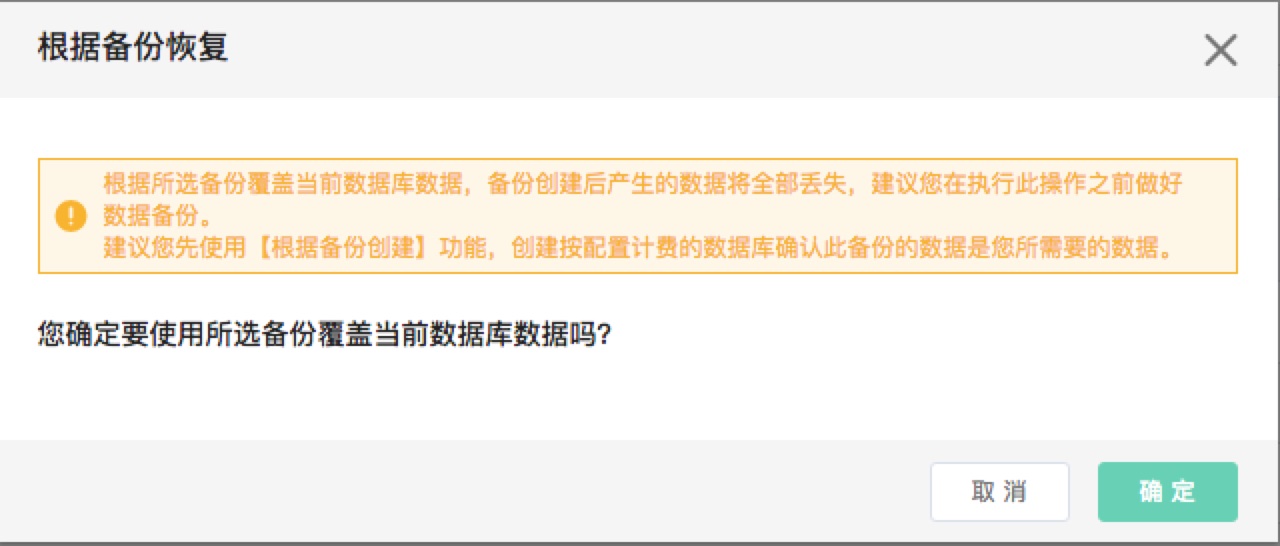 根据备份恢复
根据所选备份覆盖当前数据库数据，备份创建后产生的数据将全部丢失，建议您在执行此操作之前做好
数据备份。
建议您先使用【根据备份创建】功能，创建按配置计费的数据库确认此备份的数据是您所需要的数据。
您确定要使用所选备份覆盖当前数据库数据吗?
取 消
确 定